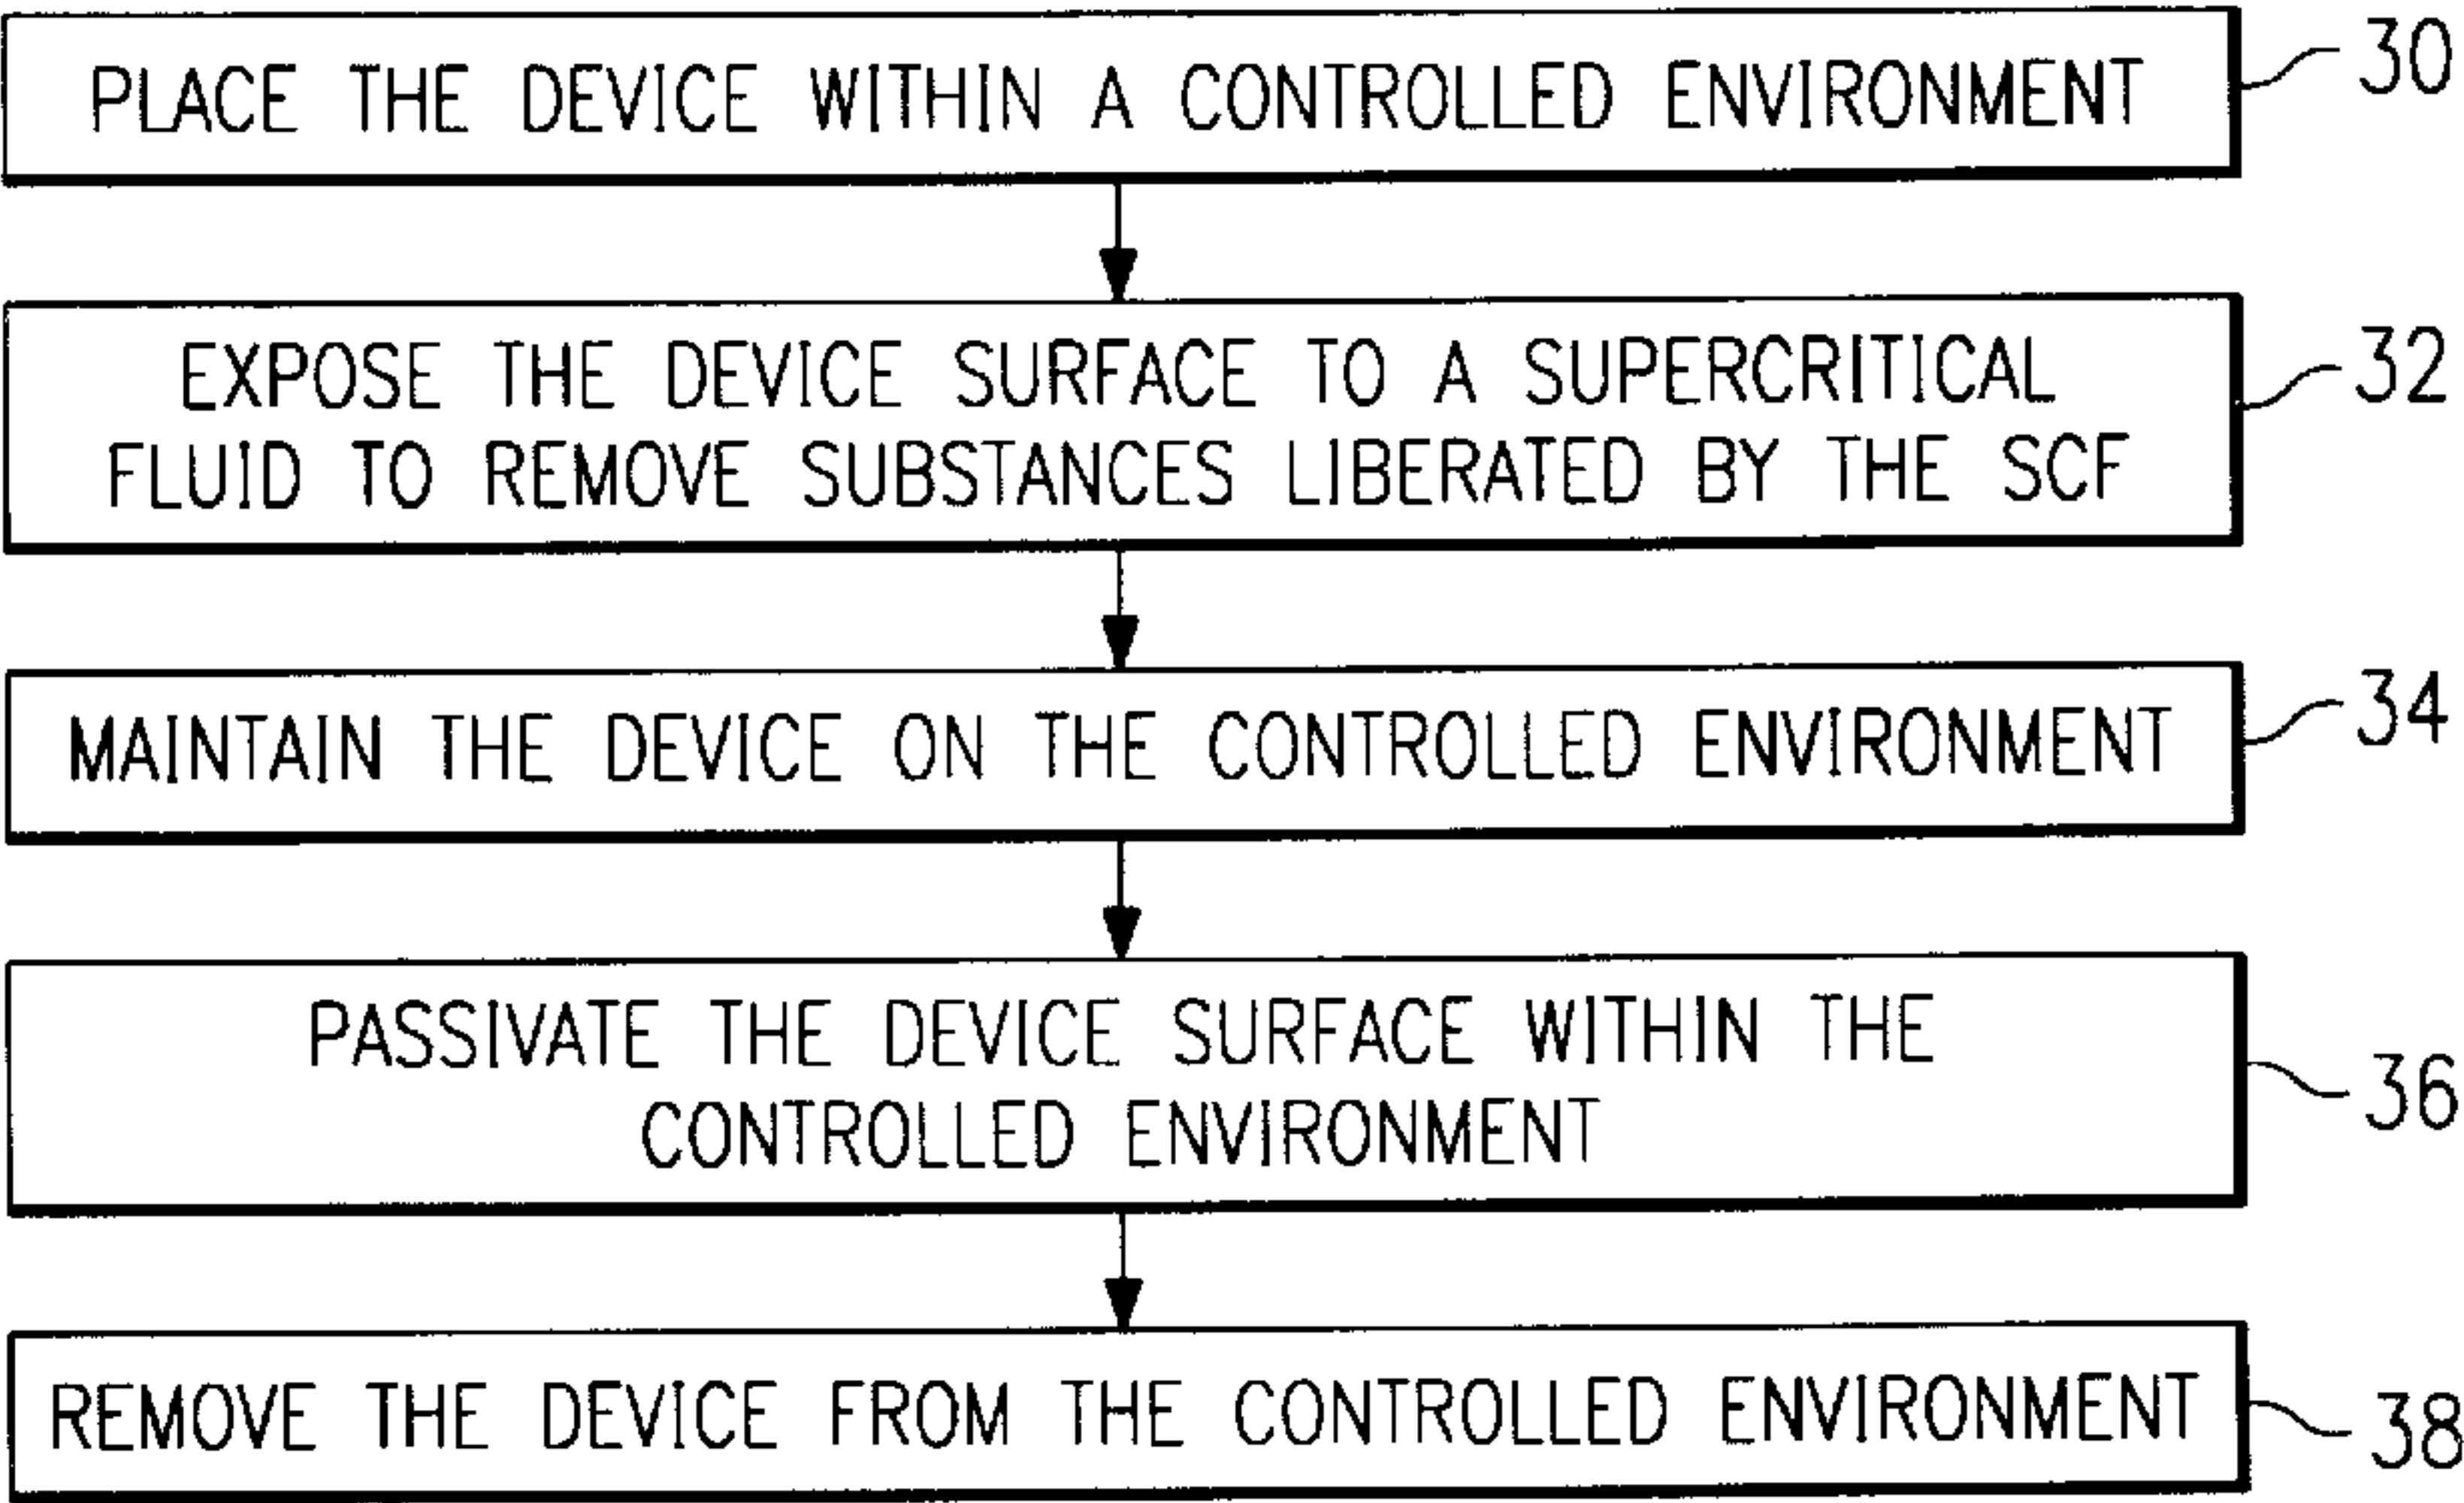 PLACE THE DEVICE WITHIN A CONTROLLED ENVIRONMENT
30
EXPOSE THE DEVICE SURFACE TO A SUPERCRITICAL
FLUID TO REMOVE SUBSTANCES LIBERATED BY THE SCF
32
MAINTAIN THE DEVICE ON THE CONTROLLED ENVIRONMENT
34
PASSIVATE THE DEVICE SURFACE WITHIN THE
CONTROLLED ENVIRONMENT
36
REMOVE THE DEVICE FROM THE CONTROLLED ENVIRONMENT
38